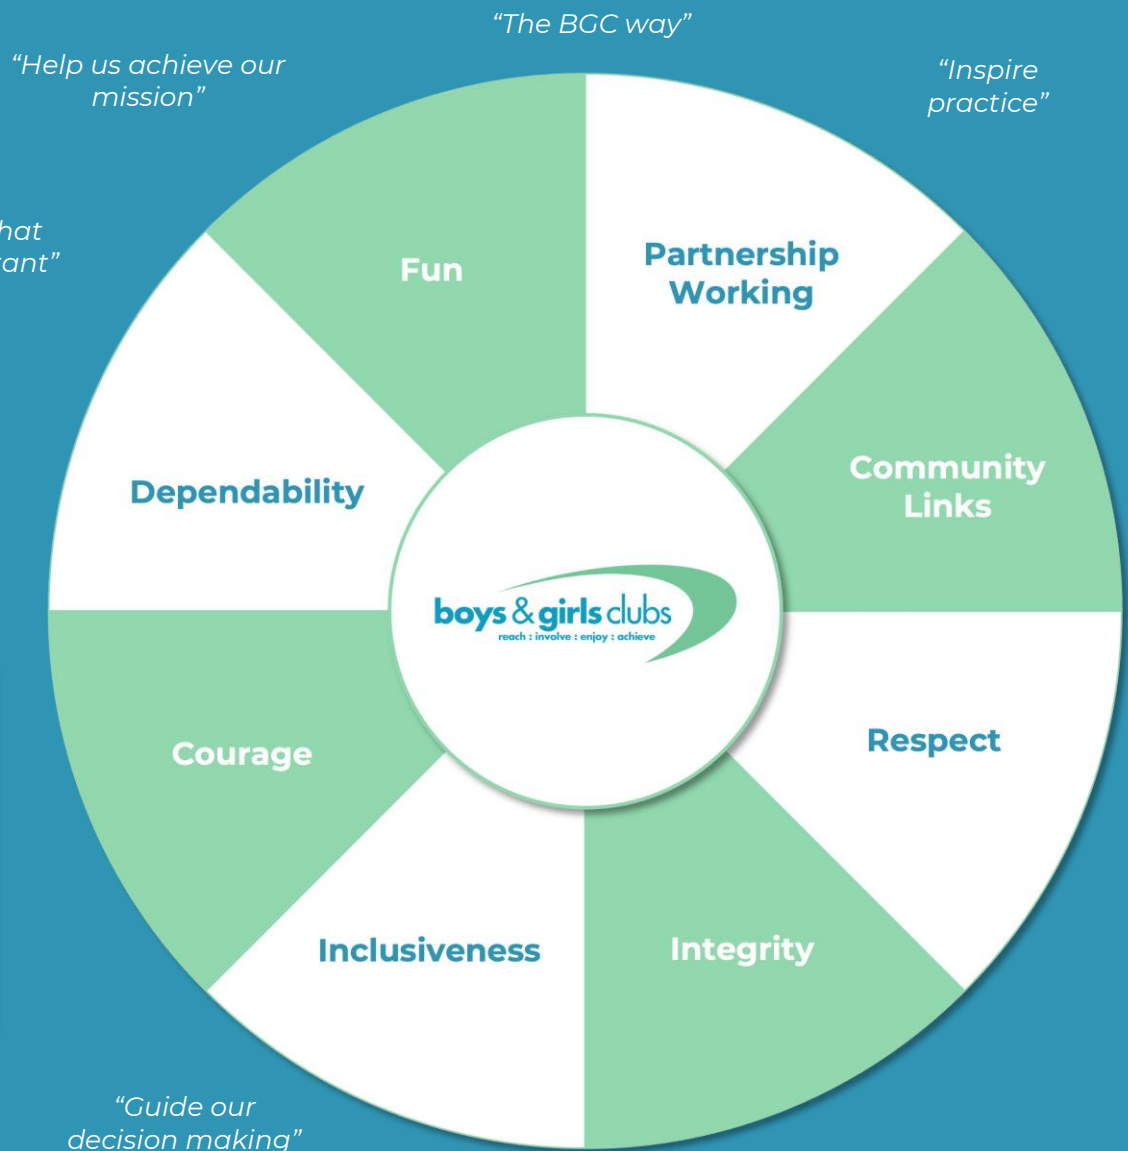 “The BGC way”
“Help us achieve our
mission”
“Inspire
practice”
Fun
Partnership
Working
Dependability
Community
Links
boys & girls clubs
reach : involve : enjoy : achieve
Courage
Respect
Inclusiveness
Integrity
“Guide our
decision making”